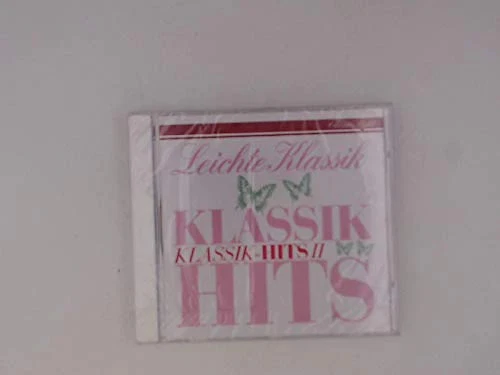 Leichte Klassik
KLASSIK
KLASSIK-HITS II
HITS